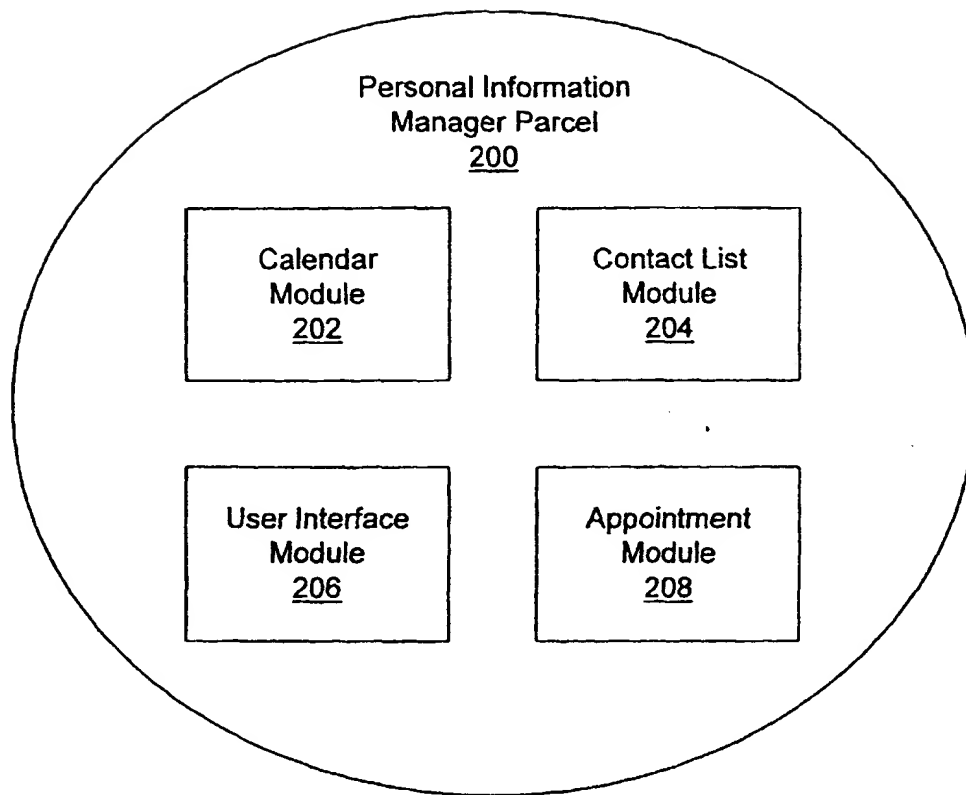 Personal Information
Manager Parcel
200
Calendar
Module
202
Contact List
Module
204
User Interface
Module
206
Appointment
Module
208